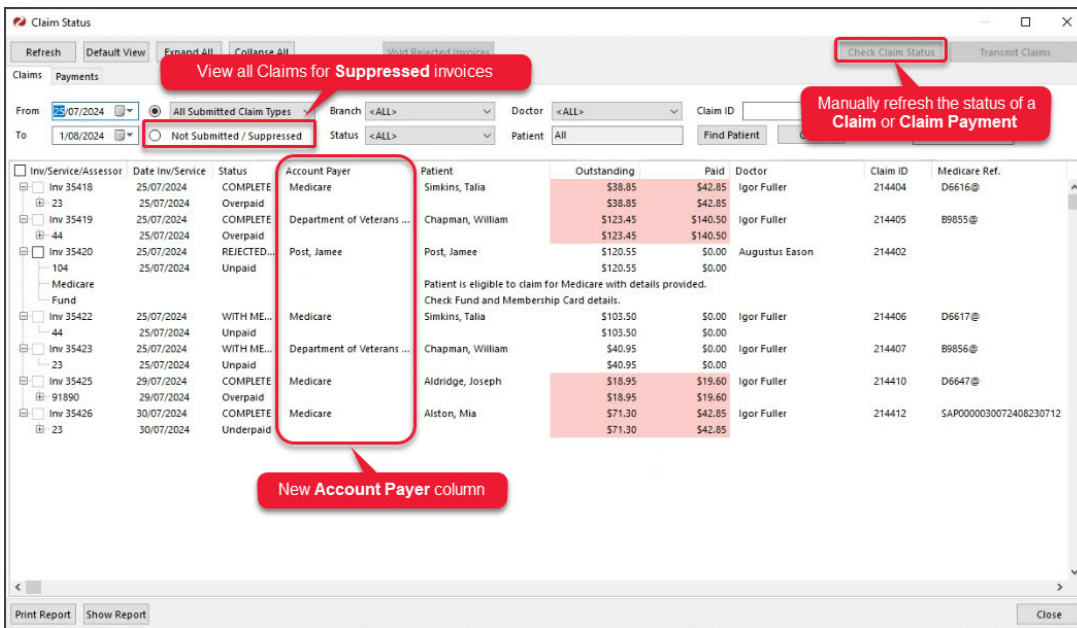 Claim Status
Refresh Default View Expand All Collapse All Void Rejected Invoices Check Claim Status Transmit Claims
View all Claims for Suppressed invoices
Claims Payments
Manually refresh the status of a
Claim or Claim Payment
From 25/07/2024 All Submitted Claim Types Branch <ALL> Doctor <ALL> Claim ID
To 1/08/2024 Not Submitted / Suppressed Status <ALL> Patient All Find Patient
Inv/Service/Assessor Date Inv/Service Status Account Payer Patient Outstanding Paid Doctor Claim ID Medicare Ref.
Inv 35418 25/07/2024 COMPLETE Medicare Simkins, Talia $38.85 $42.85 Igor Fuller 214404 D6616@
23 25/07/2024 Overpaid $38.85 $42.85
Inv 35419 25/07/2024 COMPLETE Department of Veterans ... Chapman, William $123.45 $140.50 Igor Fuller 214405 B9855@
44 25/07/2024 Overpaid $123.45 $140.50
Inv 35420 25/07/2024 REJECTED... Post, Jamee Post, Jamee $120.55 $0.00 Augustus Eason 214402
104 25/07/2024 Unpaid $120.55 $0.00
Medicare Patient is eligible to claim for Medicare with details provided.
Fund Check Fund and Membership Card details.
Inv 35422 25/07/2024 WITH ME... Medicare Simkins, Talia $103.50 $0.00 Igor Fuller 214406 D6617@
44 25/07/2024 Unpaid $103.50 $0.00
Inv 35423 25/07/2024 WITH ME... Department of Veterans ... Chapman, William $40.95 $0.00 Igor Fuller 214407 B9856@
23 25/07/2024 Unpaid $40.95 $0.00
Inv 35425 29/07/2024 COMPLETE Medicare Aldridge, Joseph $18.95 $19.60 Igor Fuller 214410 D6647@
91890 29/07/2024 Overpaid $18.95 $19.60
Inv 35426 30/07/2024 COMPLETE Medicare Alston, Mia $71.30 $42.85 Igor Fuller 214412 SAP0000030072408230712
23 30/07/2024 Underpaid $71.30 $42.85
New Account Payer column
Print Report Show Report Close